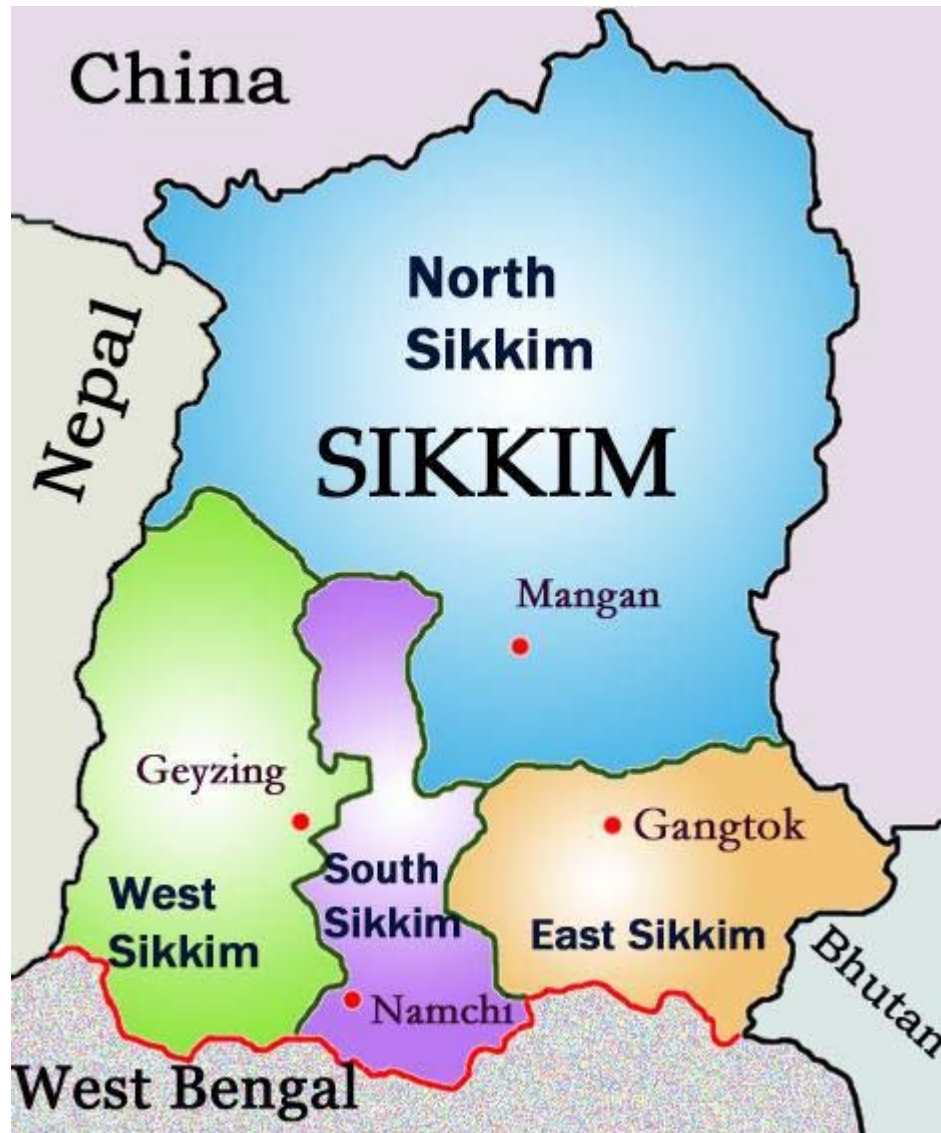 China
North
Sikkim
Nepal
SIKKIM
Mangan
Geyzing
Gangtok
South
Sikkim
West
Sikkim
East Sikkim
Bhutan
Namchi
West Bengal